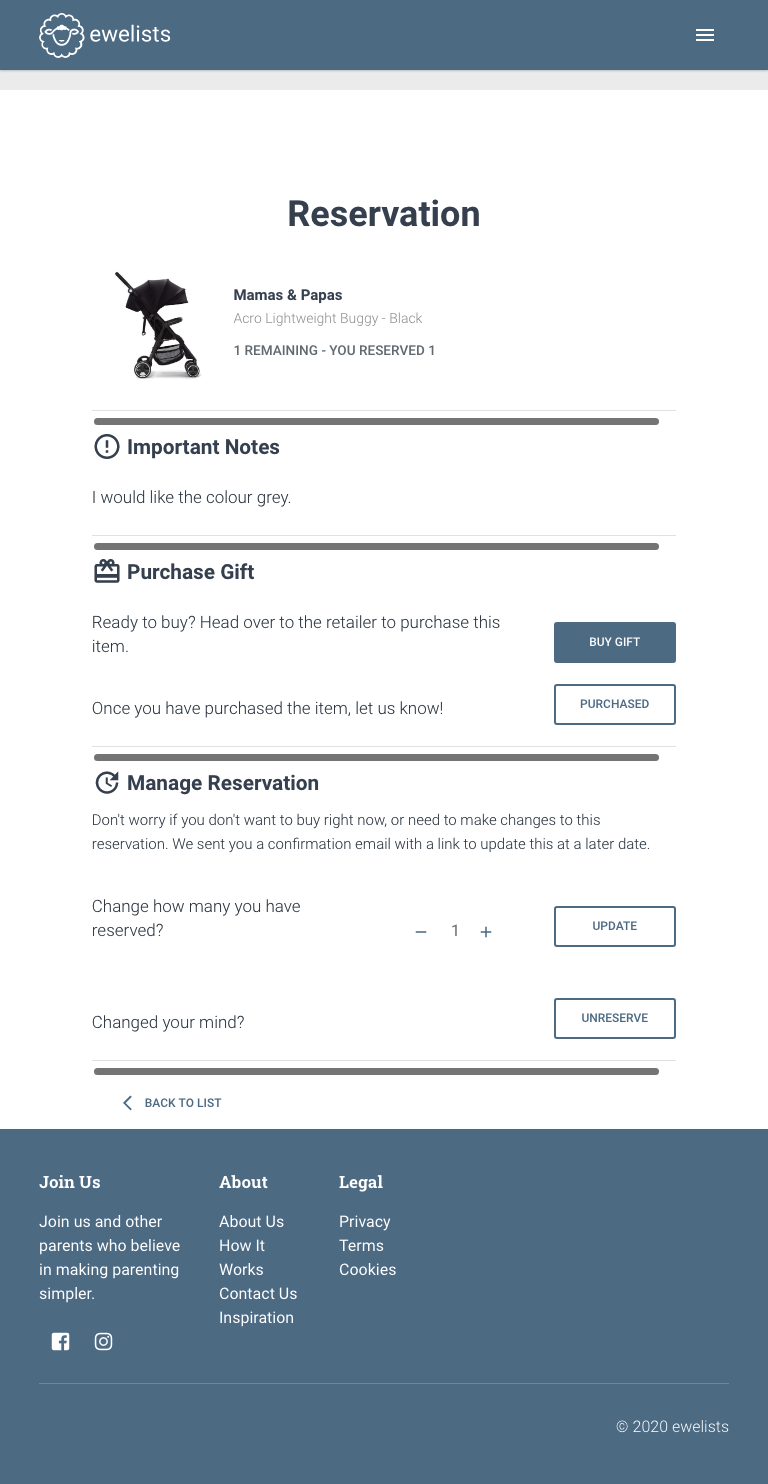 ewelists
Reservation
Mamas & Papas
Acro Lightweight Buggy - Black
1 REMAINING - YOU RESERVED 1
Important Notes
I would like the colour grey.
Purchase Gift
Ready to buy? Head over to the retailer to purchase this
item.
BUY GIFT
Once you have purchased the item, let us know!
PURCHASED
Manage Reservation
Don't worry if you don't want to buy right now, or need to make changes to this
reservation. We sent you a confirmation email with a link to update this at a later date.
Change how many you have
reserved?
− 1 +
UPDATE
Changed your mind?
UNRESERVE
BACK TO LIST
Join Us
Join us and other
parents who believe
in making parenting
simpler.
About
About Us
How It
Works
Contact Us
Inspiration
Legal
Privacy
Terms
Cookies
© 2020 ewelists